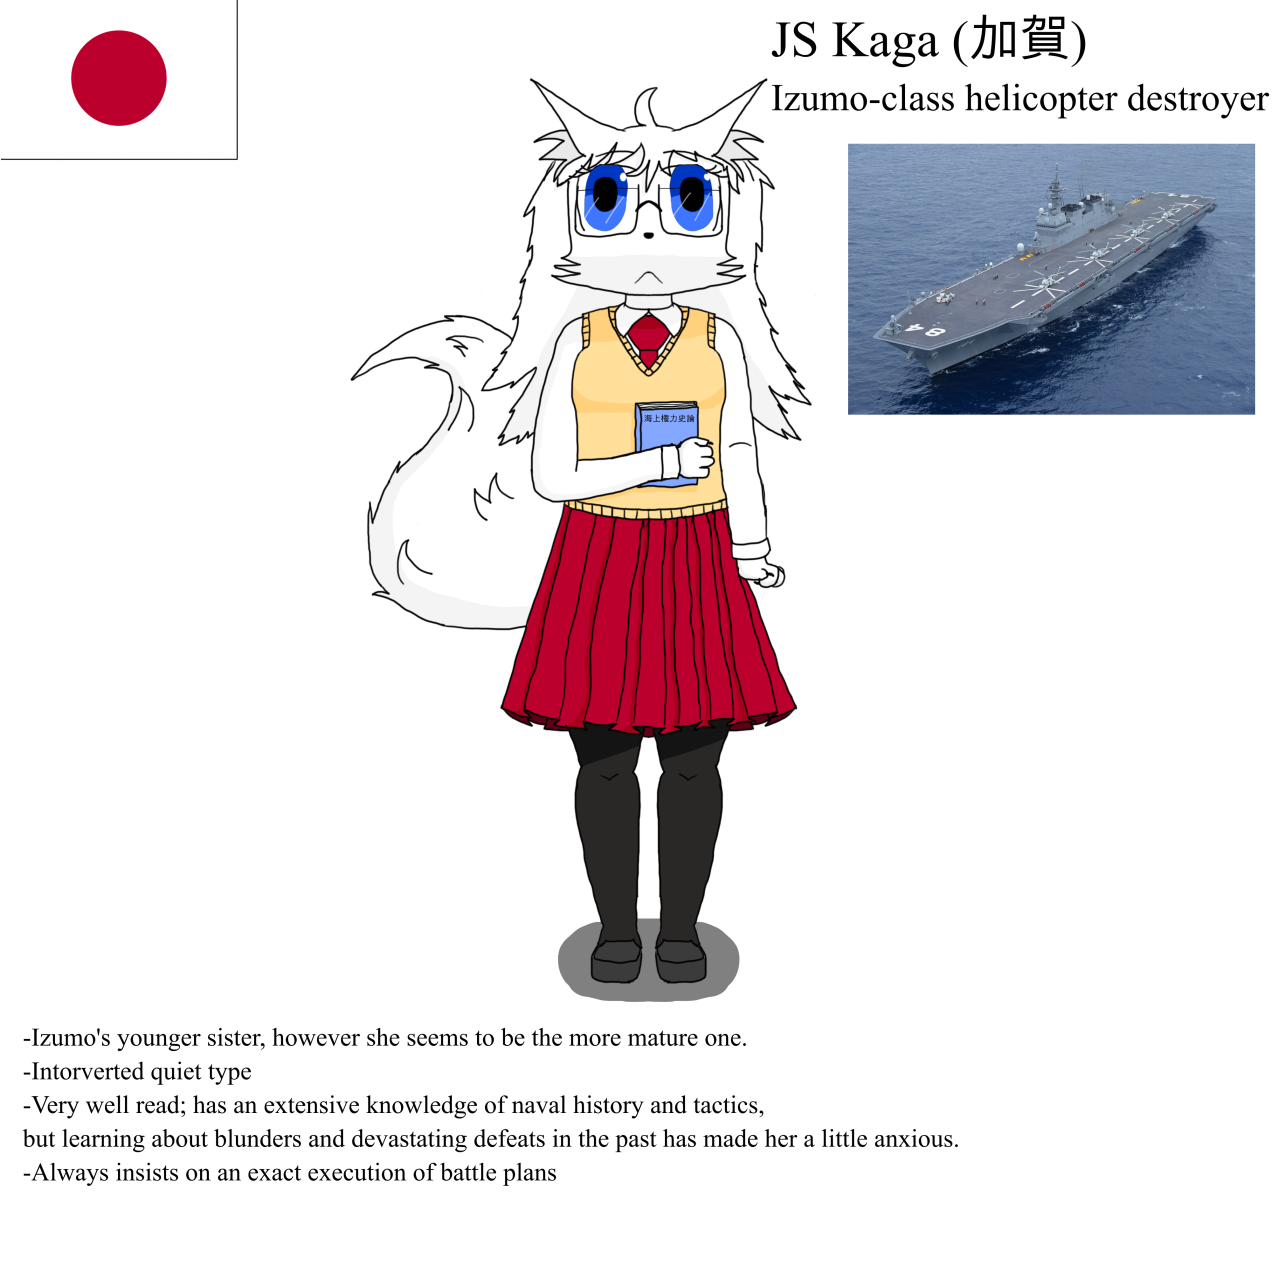 JS Kaga (加賀)
Izumo-class helicopter destroyer
84
海上権力史論
-Izumo's younger sister, however she seems to be the more mature one.
-Intorverted quiet type
-Very well read; has an extensive knowledge of naval history and tactics,
but learning about blunders and devastating defeats in the past has made her a little anxious.
-Always insists on an exact execution of battle plans